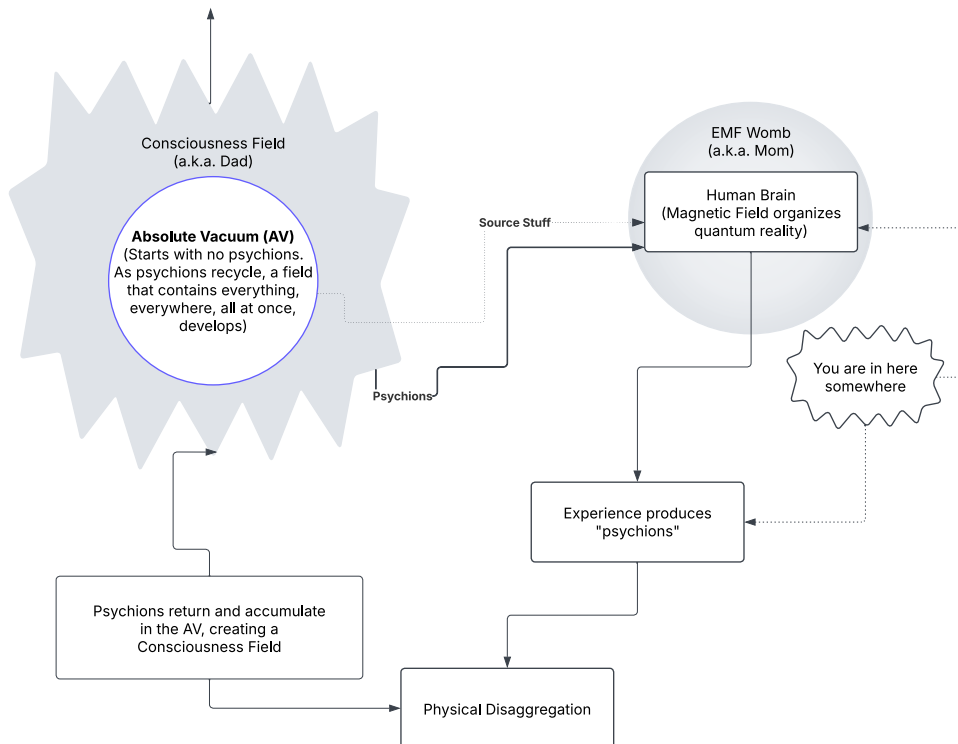 Consciousness Field
(a.k.a. Dad)
Absolute Vacuum (AV)
(Starts with no psychions.
As psychions recycle, a field
that contains everything,
everywhere, all at once,
develops)
EMF Womb
(a.k.a. Mom)
Human Brain
(Magnetic Field organizes
quantum reality)
Source Stuff
Psychions
You are in here
somewhere
Experience produces
"psychions"
Psychions return and accumulate
in the AV, creating a
Consciousness Field
Physical Disaggregation